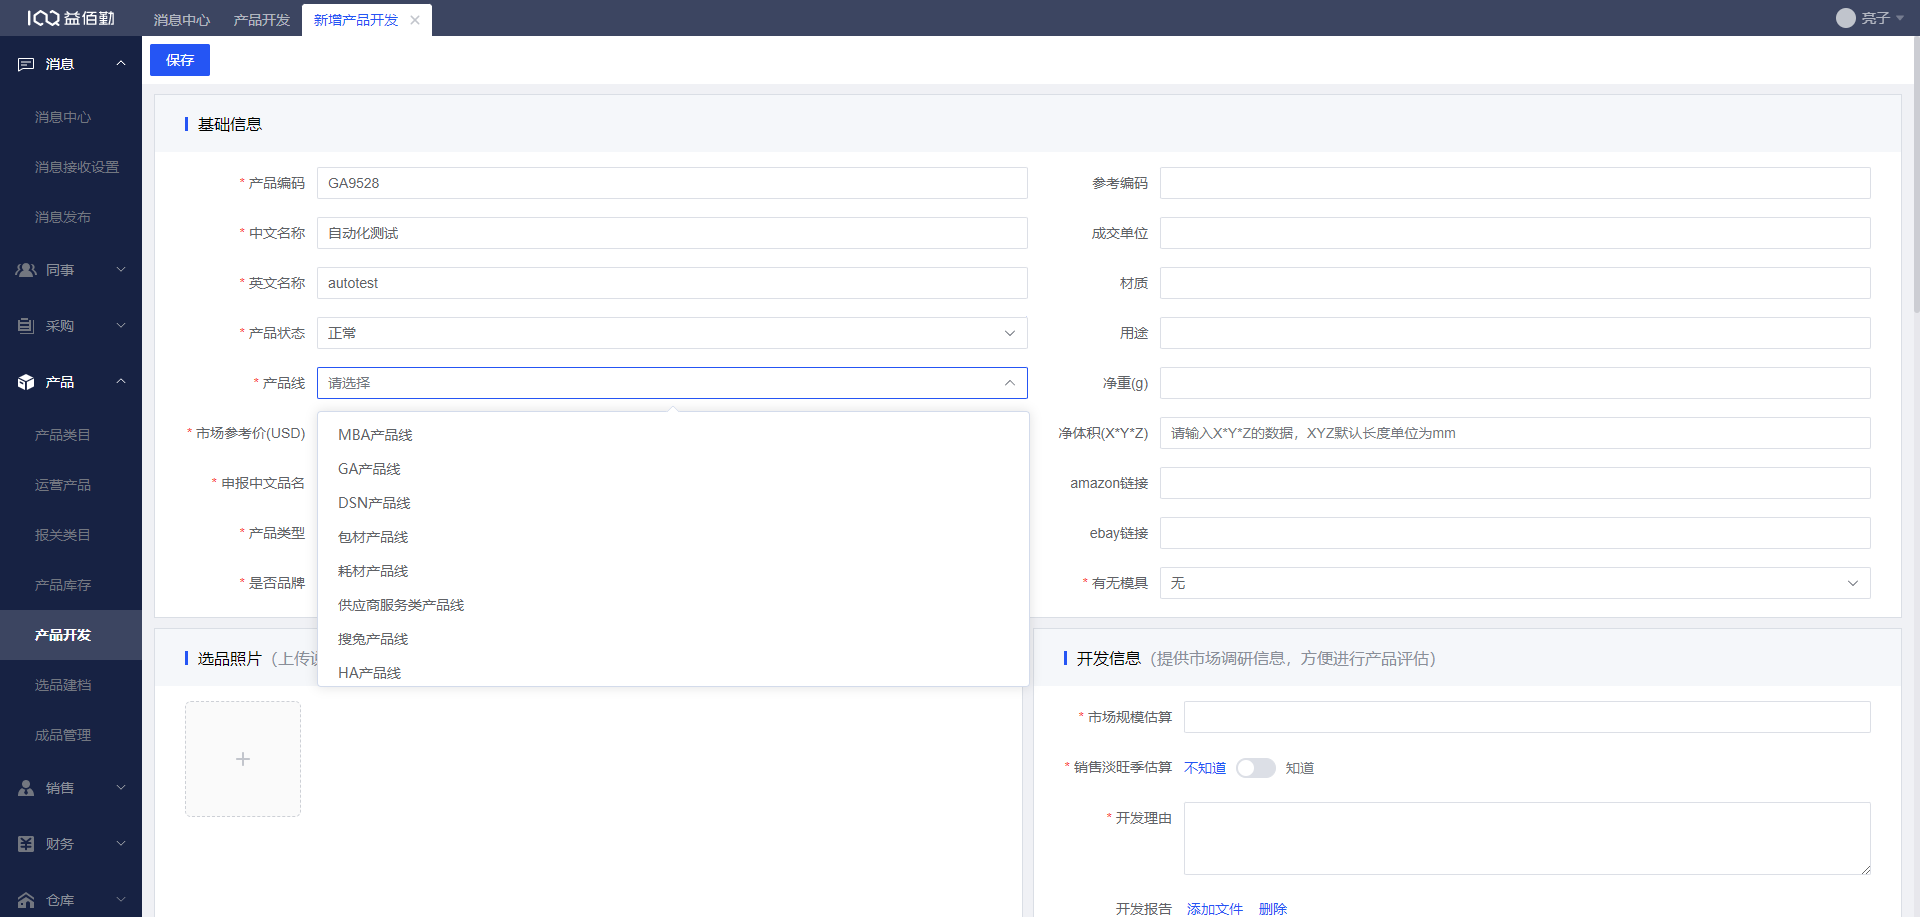 益佰勤
消息中心
产品开发
新增产品开发
亮子
消息
消息中心
消息接收设置
消息发布
同事
采购
产品
产品类目
运营产品
报关类目
产品库存
产品开发
选品建档
成品管理
销售
财务
仓库
保存
基础信息
* 产品编码 GA9528
参考编码
* 中文名称 自动化测试
成交单位
* 英文名称 autotest
材质
* 产品状态 正常
用途
* 产品线 请选择
净重(g)
* 市场参考价(USD)
净体积(X*Y*Z) 请输入X*Y*Z的数据，XYZ默认长度单位为mm
* 申报中文品名
amazon链接
* 产品类型
ebay链接
* 是否品牌
* 有无模具 无
MBA产品线
GA产品线
DSN产品线
包材产品线
耗材产品线
供应商服务类产品线
搜兔产品线
HA产品线
选品照片（上传
开发信息（提供市场调研信息，方便进行产品评估）
* 市场规模估算
* 销售淡旺季估算 不知道 知道
* 开发理由
开发报告 添加文件 删除